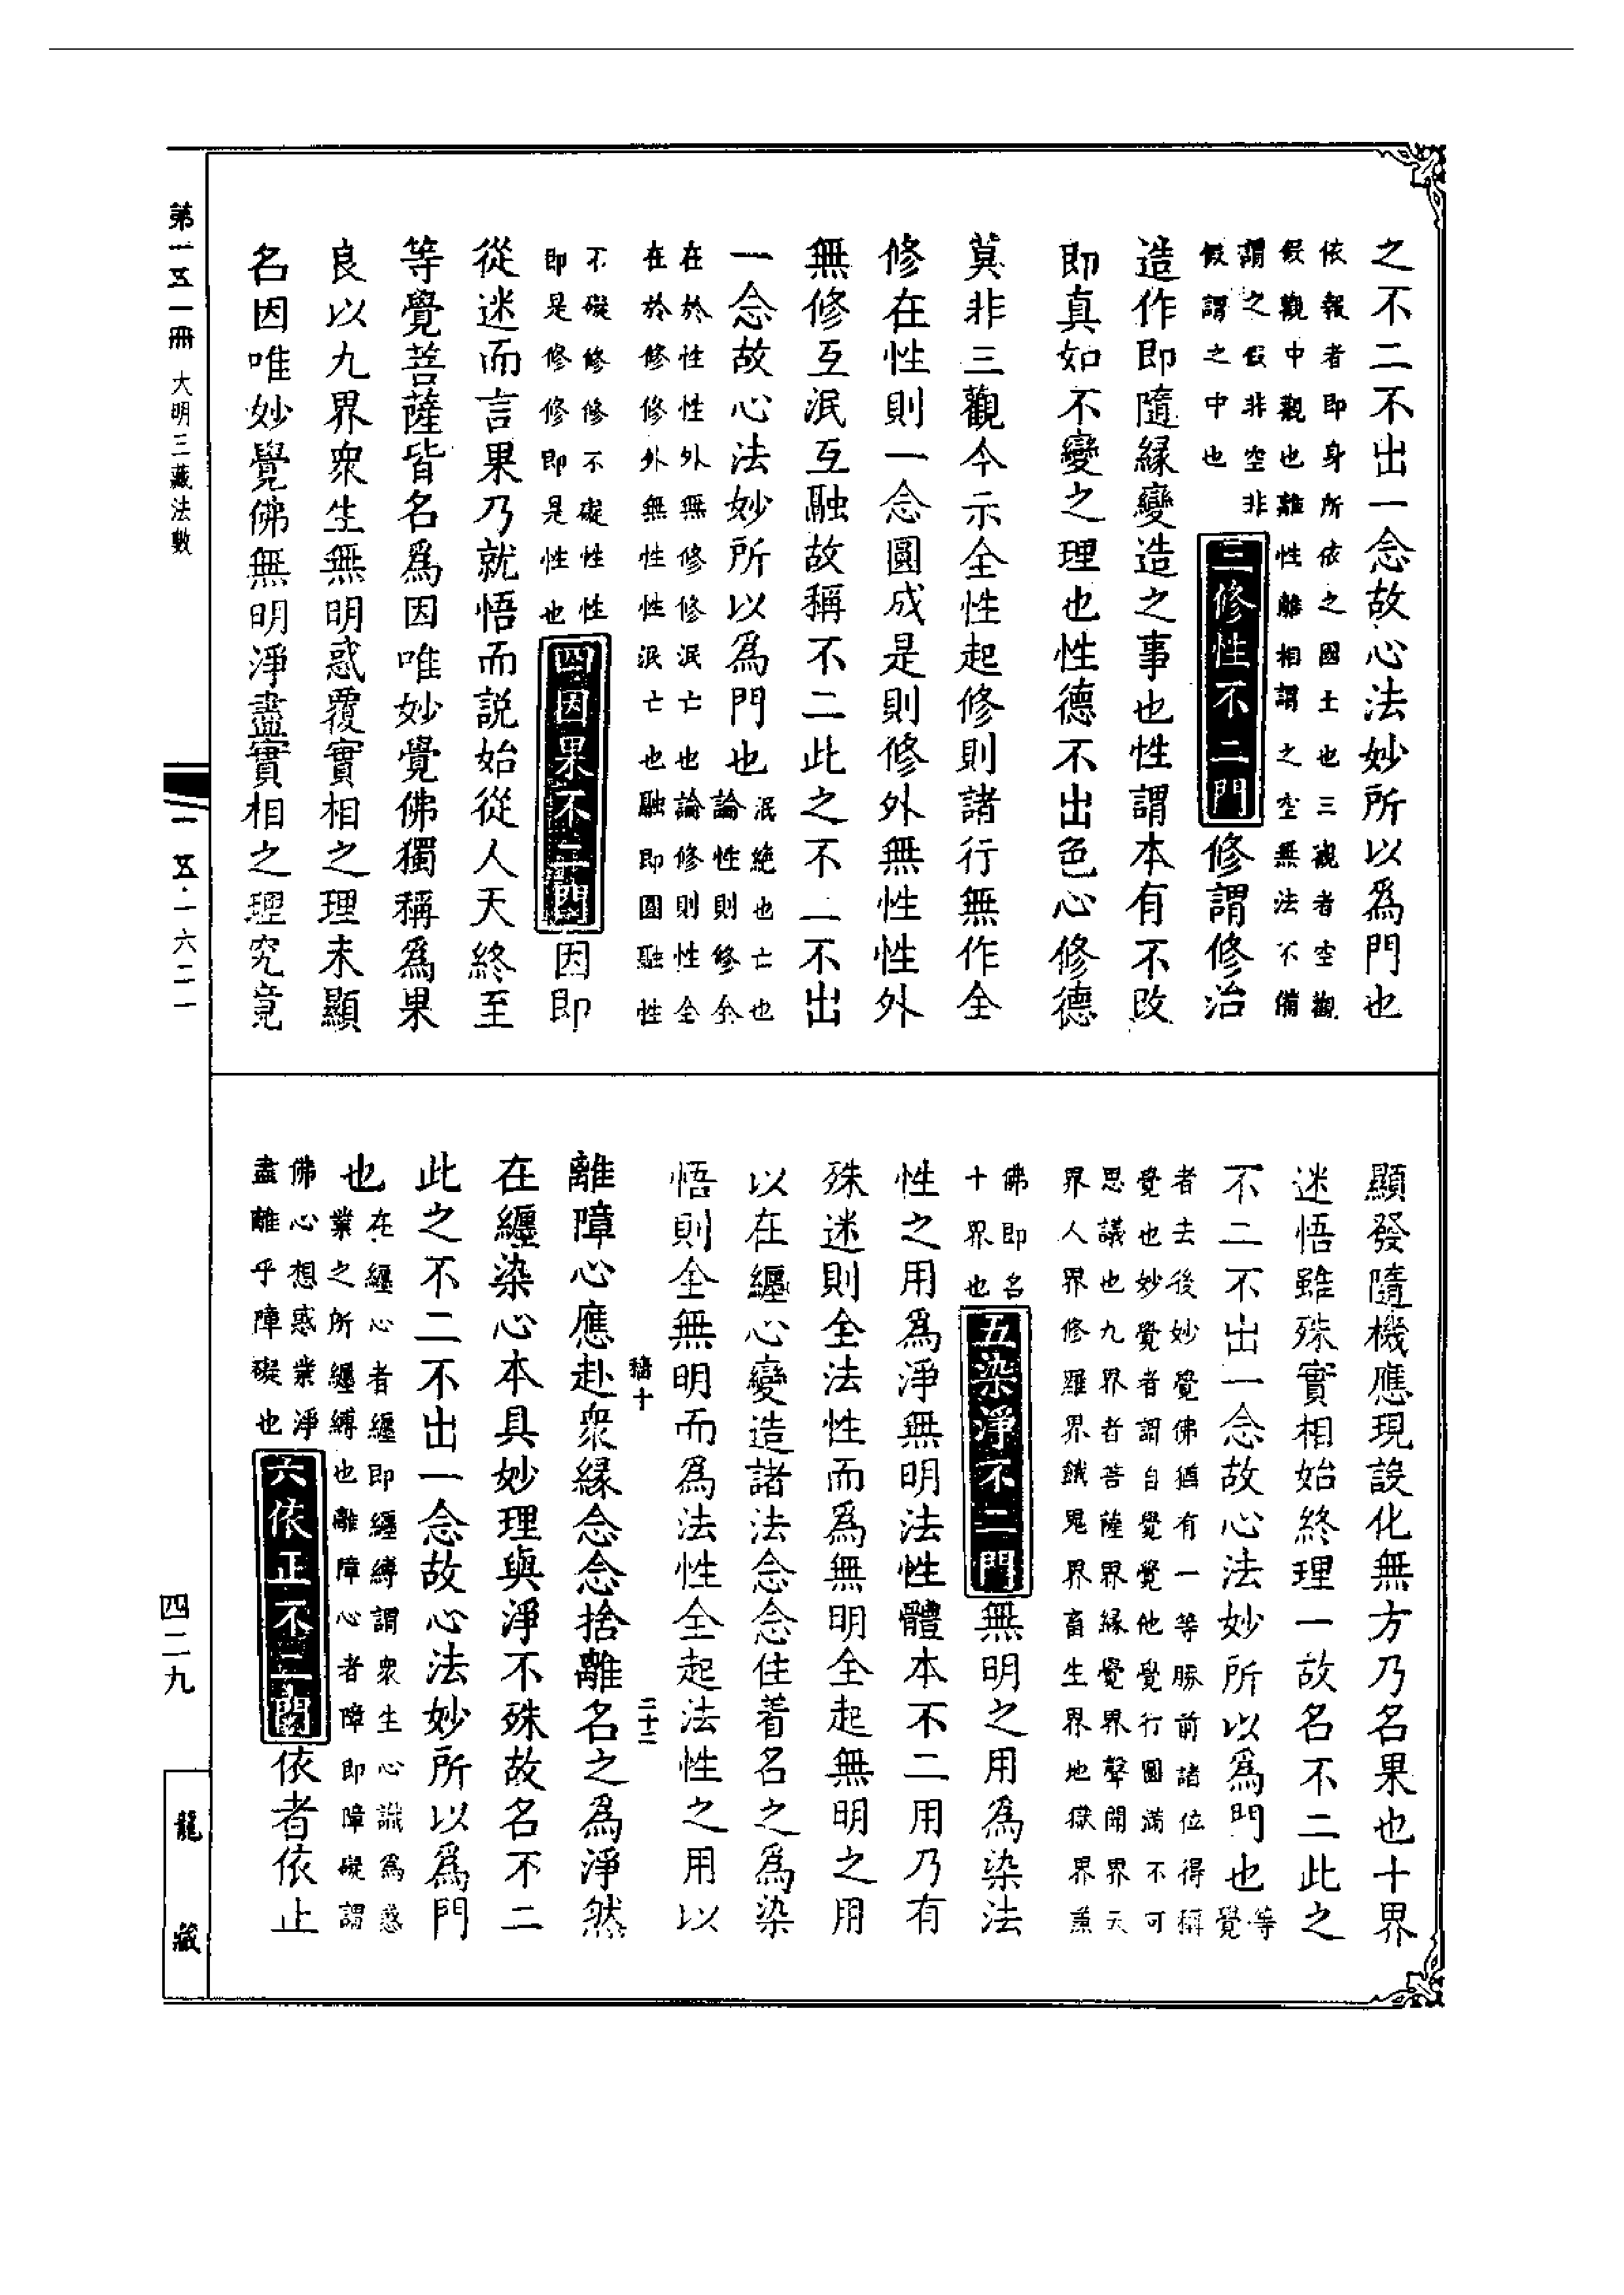 之不二不出一念故心法妙所以爲門也
依報者即身所依之國土也三觀者空觀
假觀中觀也離性離相謂之空無法不備
謂之假非空非
假謂之中也
三修性不二門修謂修治
造作即隨緣變造之事也性謂本有不改
即真如不變之理也性德不出色心修德
莫非三觀今示全性起修則諸行無作全
修在性則一念圓成是則修外無性性外
無修互泯互融故稱不二此之不二不出
一念故心法妙所以爲門也
泯絶也亡也
論性則修全
在於性性外無修修泯亡也論修則性全
在於修修外無性性泯亡也融即圓融性
不礙修修不礙性性
即是修修即是性也
四因果不二門因即
從迷而言果乃就悟而説始從人天終至
等覺菩薩皆名爲因唯妙覺佛獨稱爲果
良以九界衆生無明惑覆實相之理未顯
名因唯妙覺佛無明淨盡實相之理究竟
顯發隨機應現設化無方乃名果也十界
迷悟雖殊實相始終理一故名不二此之
不二不出一念故心法妙所以爲門也
等
覺
者去後妙覺佛猶有一等勝前諸位得稱
覺也妙覺者謂自覺覺他覺行圓滿不可
思議也九界者菩薩界緣覺界聲聞界天
界人界修羅界餓鬼界畜生界地獄界兼
佛即名
十界也
五染淨不二門無明之用爲染法
性之用爲淨無明法性體本不二用乃有
殊迷則全法性而爲無明全起無明之用
以在纏心變造諸法念念住着名之爲染
悟則全無明而爲法性全起法性之用以
離障心應赴衆緣念念捨離名之爲淨然
在纏染心本具妙理與淨不殊故名不二
此之不二不出一念故心法妙所以爲門
也
在纏心者纏即纏縛謂衆生心識爲惑
業之所纏縛也離障心者障即障礙謂
佛心想惑業淨
盡離乎障礙也
六依正不二門依者依止
第一五一冊
大明三藏法數
一五·一六二一
四二九
龍藏